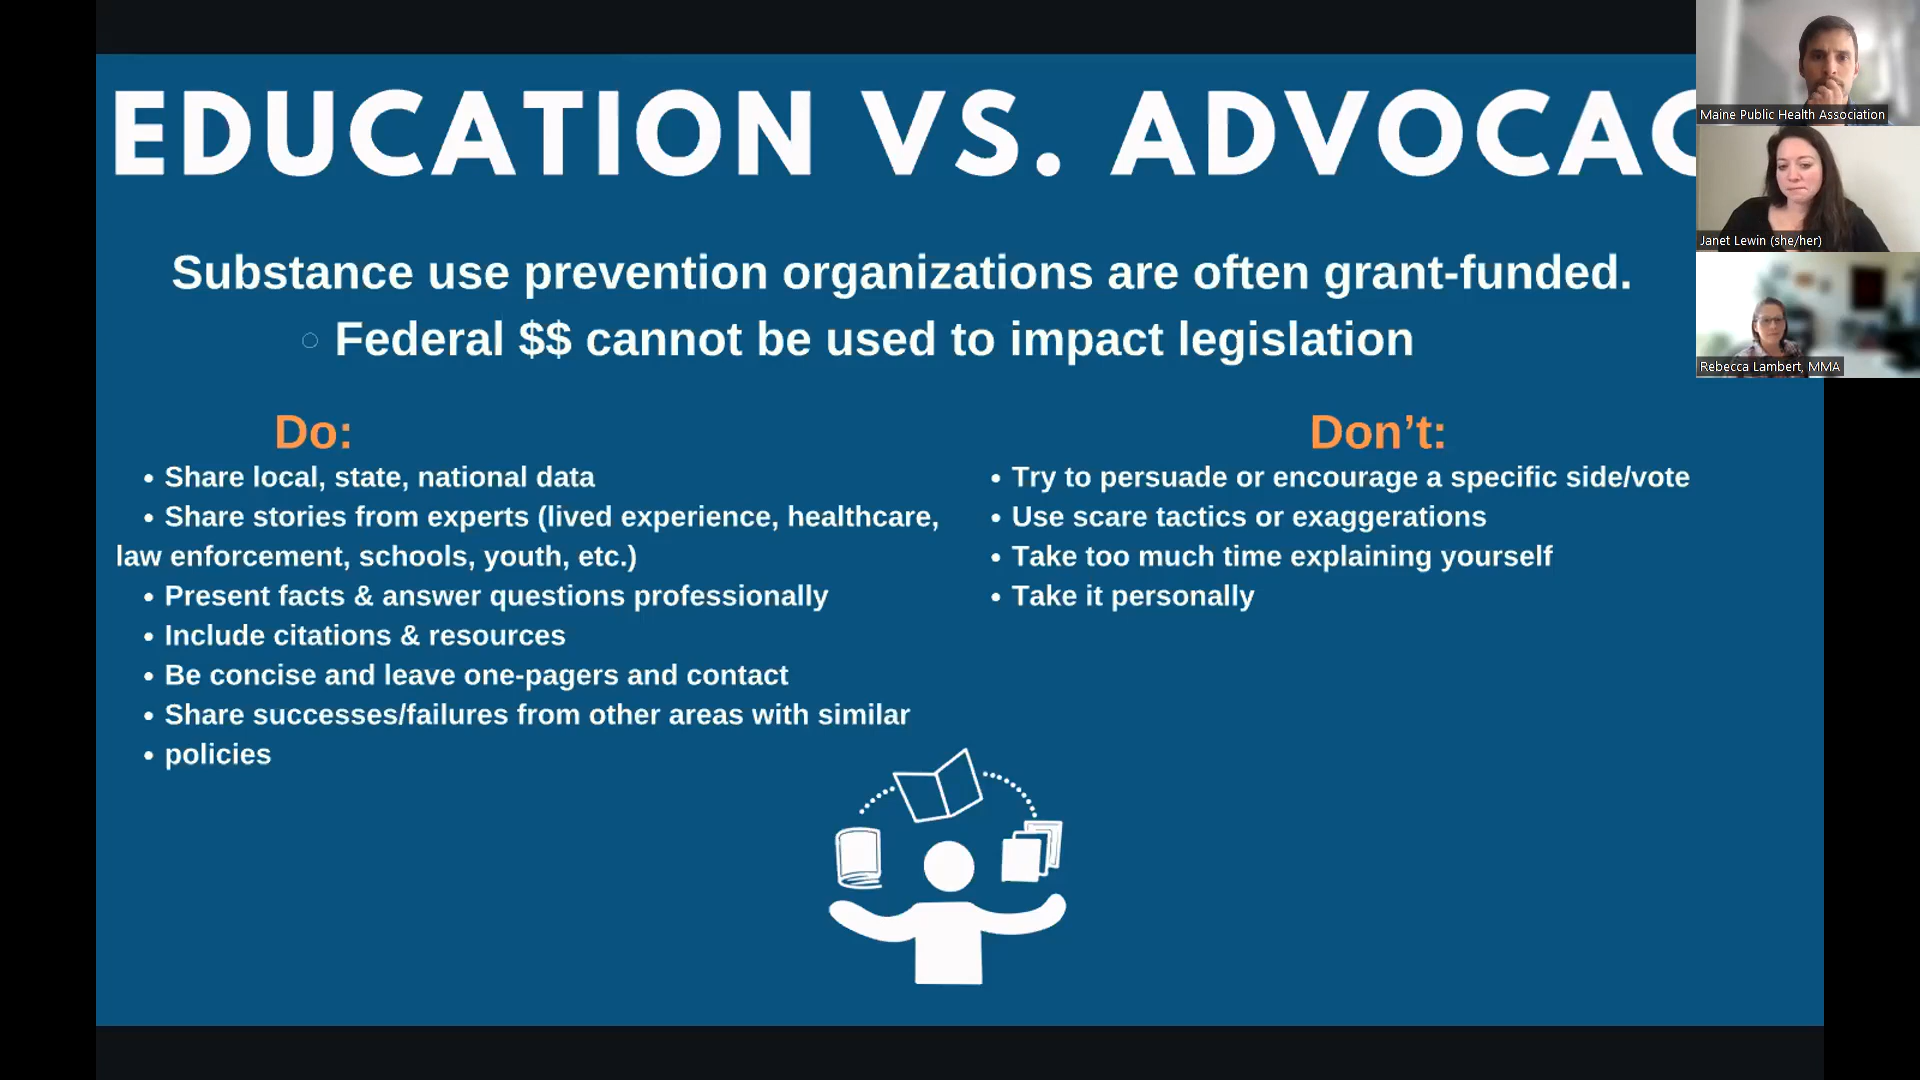 EDUCATION VS. ADVOCAC
Maine Public Health Association
Janet Lewin (she/her)
Rebecca Lambert, MMA
Substance use prevention organizations are often grant-funded.
Federal $$ cannot be used to impact legislation
Do:
• Share local, state, national data
• Share stories from experts (lived experience, healthcare,
law enforcement, schools, youth, etc.)
• Present facts & answer questions professionally
• Include citations & resources
• Be concise and leave one-pagers and contact
• Share successes/failures from other areas with similar
• policies
Don’t:
• Try to persuade or encourage a specific side/vote
• Use scare tactics or exaggerations
• Take too much time explaining yourself
• Take it personally